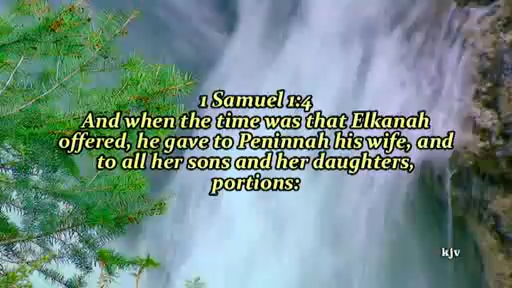 1 Samuel 1:4
And when the time was that Elkanah
offered, he gave to Peninnah his wife, and
to all her sons and her daughters,
portions:
kjv